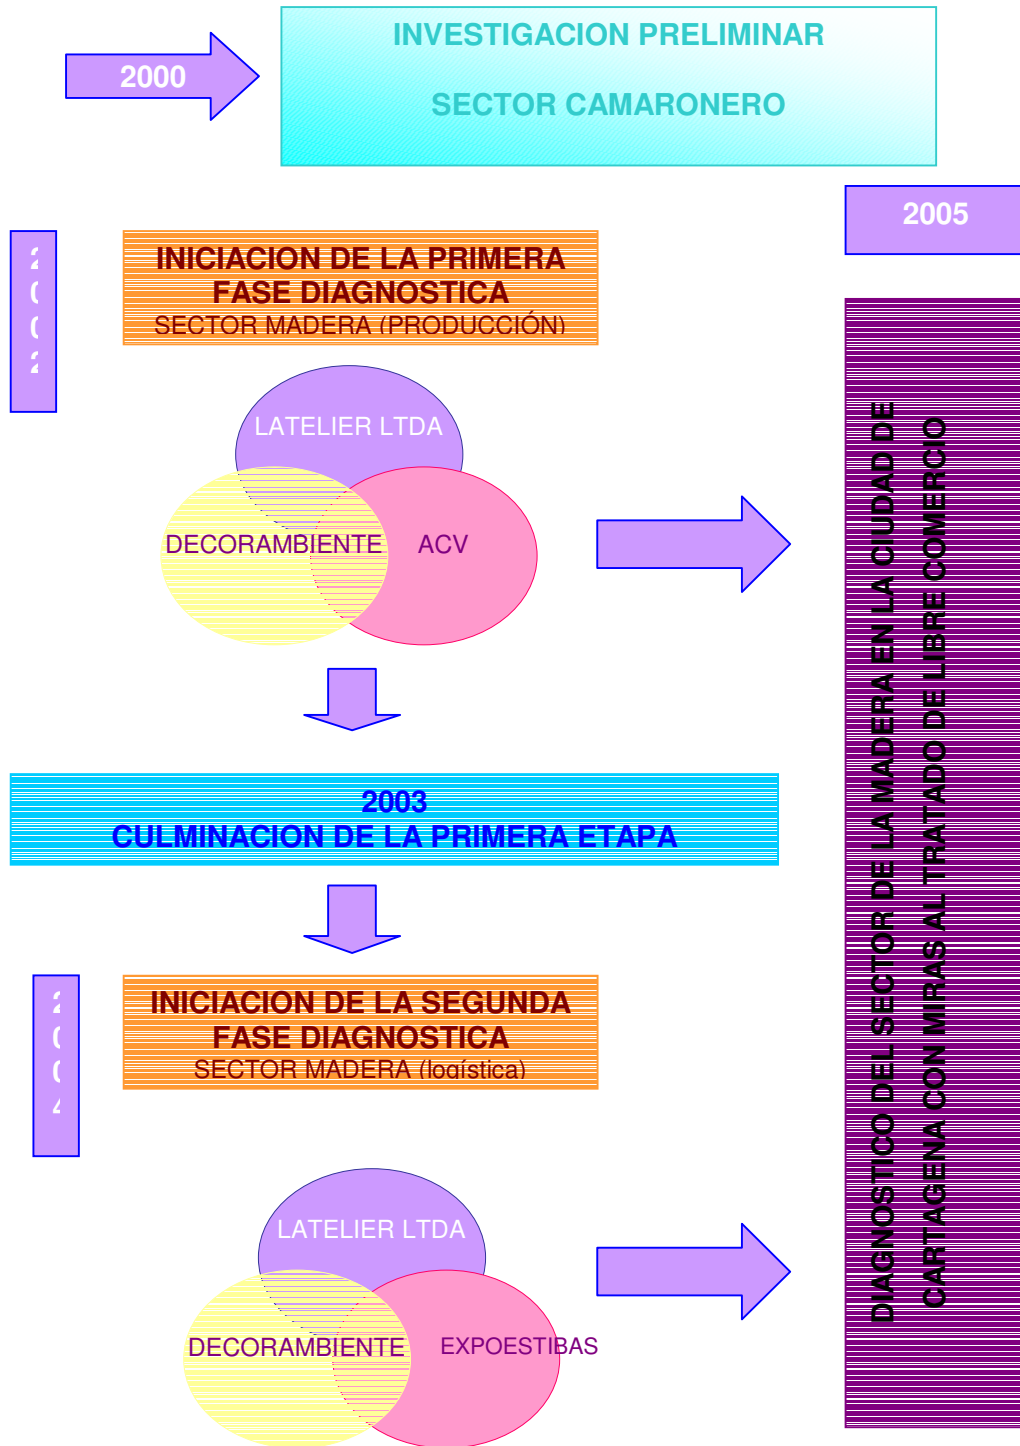 2000
INVESTIGACION PRELIMINAR
SECTOR CAMARONERO
2005
2002
INICIACION DE LA PRIMERA
FASE DIAGNOSTICA
SECTOR MADERA (PRODUCCIÓN)
LATELIER LTDA
DECORAMBIENTE
ACV
2003
CULMINACION DE LA PRIMERA ETAPA
2004
INICIACION DE LA SEGUNDA
FASE DIAGNOSTICA
SECTOR MADERA (logística)
LATELIER LTDA
DECORAMBIENTE
EXPOESTIBAS
DIAGNOSTICO DEL SECTOR DE LA MADERA EN LA CIUDAD DE
CARTAGENA CON MIRAS AL TRATADO DE LIBRE COMERCIO